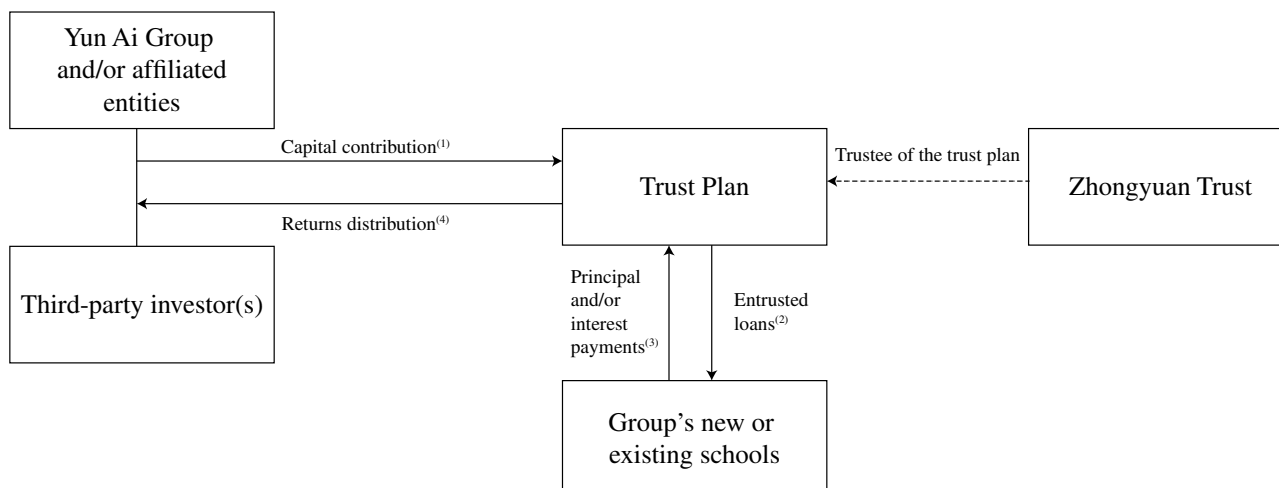 Yun Ai Group
and/or affiliated
entities
Capital contribution(1)
Trustee of the trust plan
Trust Plan
Zhongyuan Trust
Returns distribution(4)
Third-party investor(s)
Principal
and/or
interest
payments(3)
Entrusted
loans(2)
Group’s new or
existing schools